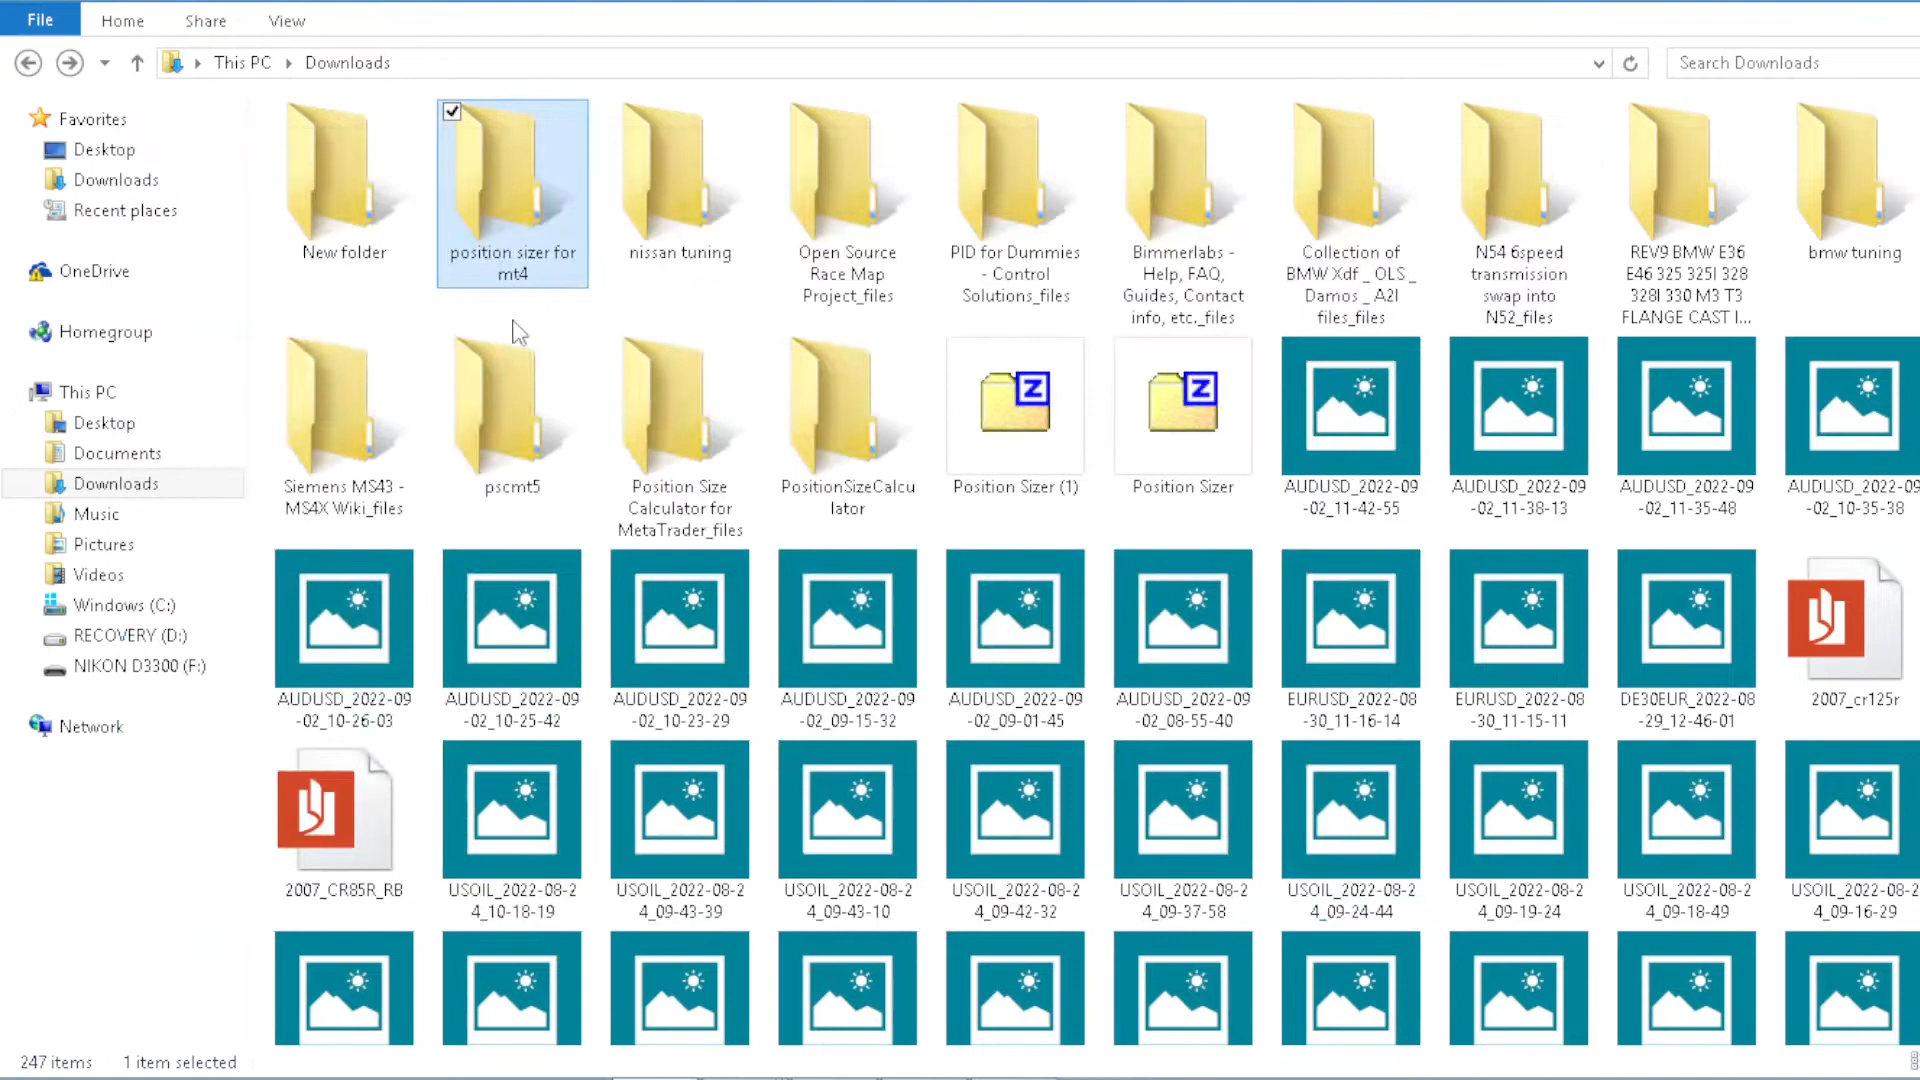 File Home Share View
This PC Downloads Search Downloads
Favorites
Desktop
Downloads
Recent places
OneDrive
Homegroup
This PC
Desktop
Documents
Downloads
Music
Pictures
Videos
Windows (C:)
RECOVERY (D:)
NIKON D3300 (F:)
Network
New folder
position sizer for
mt4
nissan tuning
Open Source
Race Map
Project_files
PID for Dummies
- Control
Solutions_files
Bimmerlabs -
Help, FAQ,
Guides, Contact
info, etc._files
Collection of
BMW Xdf _ OLS _
Damos _ A2l
files_files
N54 6speed
transmission
swap into
N52_files
REV9 BMW E36
E46 325 325I 328
328I 330 M3 T3
FLANGE CAST I...
bmw tuning
Siemens MS43 -
MS4X Wiki_files
pscmt5
Position Size
Calculator for
MetaTrader_files
PositionSizeCalcu
lator
Z
Position Sizer (1)
Z
Position Sizer
AUDUSD_2022-09
-02_11-42-55
AUDUSD_2022-09
-02_11-38-13
AUDUSD_2022-09
-02_11-35-48
AUDUSD_2022-09
-02_10-35-38
AUDUSD_2022-09
-02_10-26-03
AUDUSD_2022-09
-02_10-25-42
AUDUSD_2022-09
-02_10-23-29
AUDUSD_2022-09
-02_09-15-32
AUDUSD_2022-09
-02_09-01-45
AUDUSD_2022-09
-02_08-55-40
EURUSD_2022-08
-30_11-16-14
EURUSD_2022-08
-30_11-15-11
DE30EUR_2022-08
-29_12-46-01
2007_cr125r
2007_CR85R_RB
USOIL_2022-08-2
4_10-18-19
USOIL_2022-08-2
4_09-43-39
USOIL_2022-08-2
4_09-43-10
USOIL_2022-08-2
4_09-42-32
USOIL_2022-08-2
4_09-37-58
USOIL_2022-08-2
4_09-24-44
USOIL_2022-08-2
4_09-19-24
USOIL_2022-08-2
4_09-18-49
USOIL_2022-08-2
4_09-16-29
247 items 1 item selected